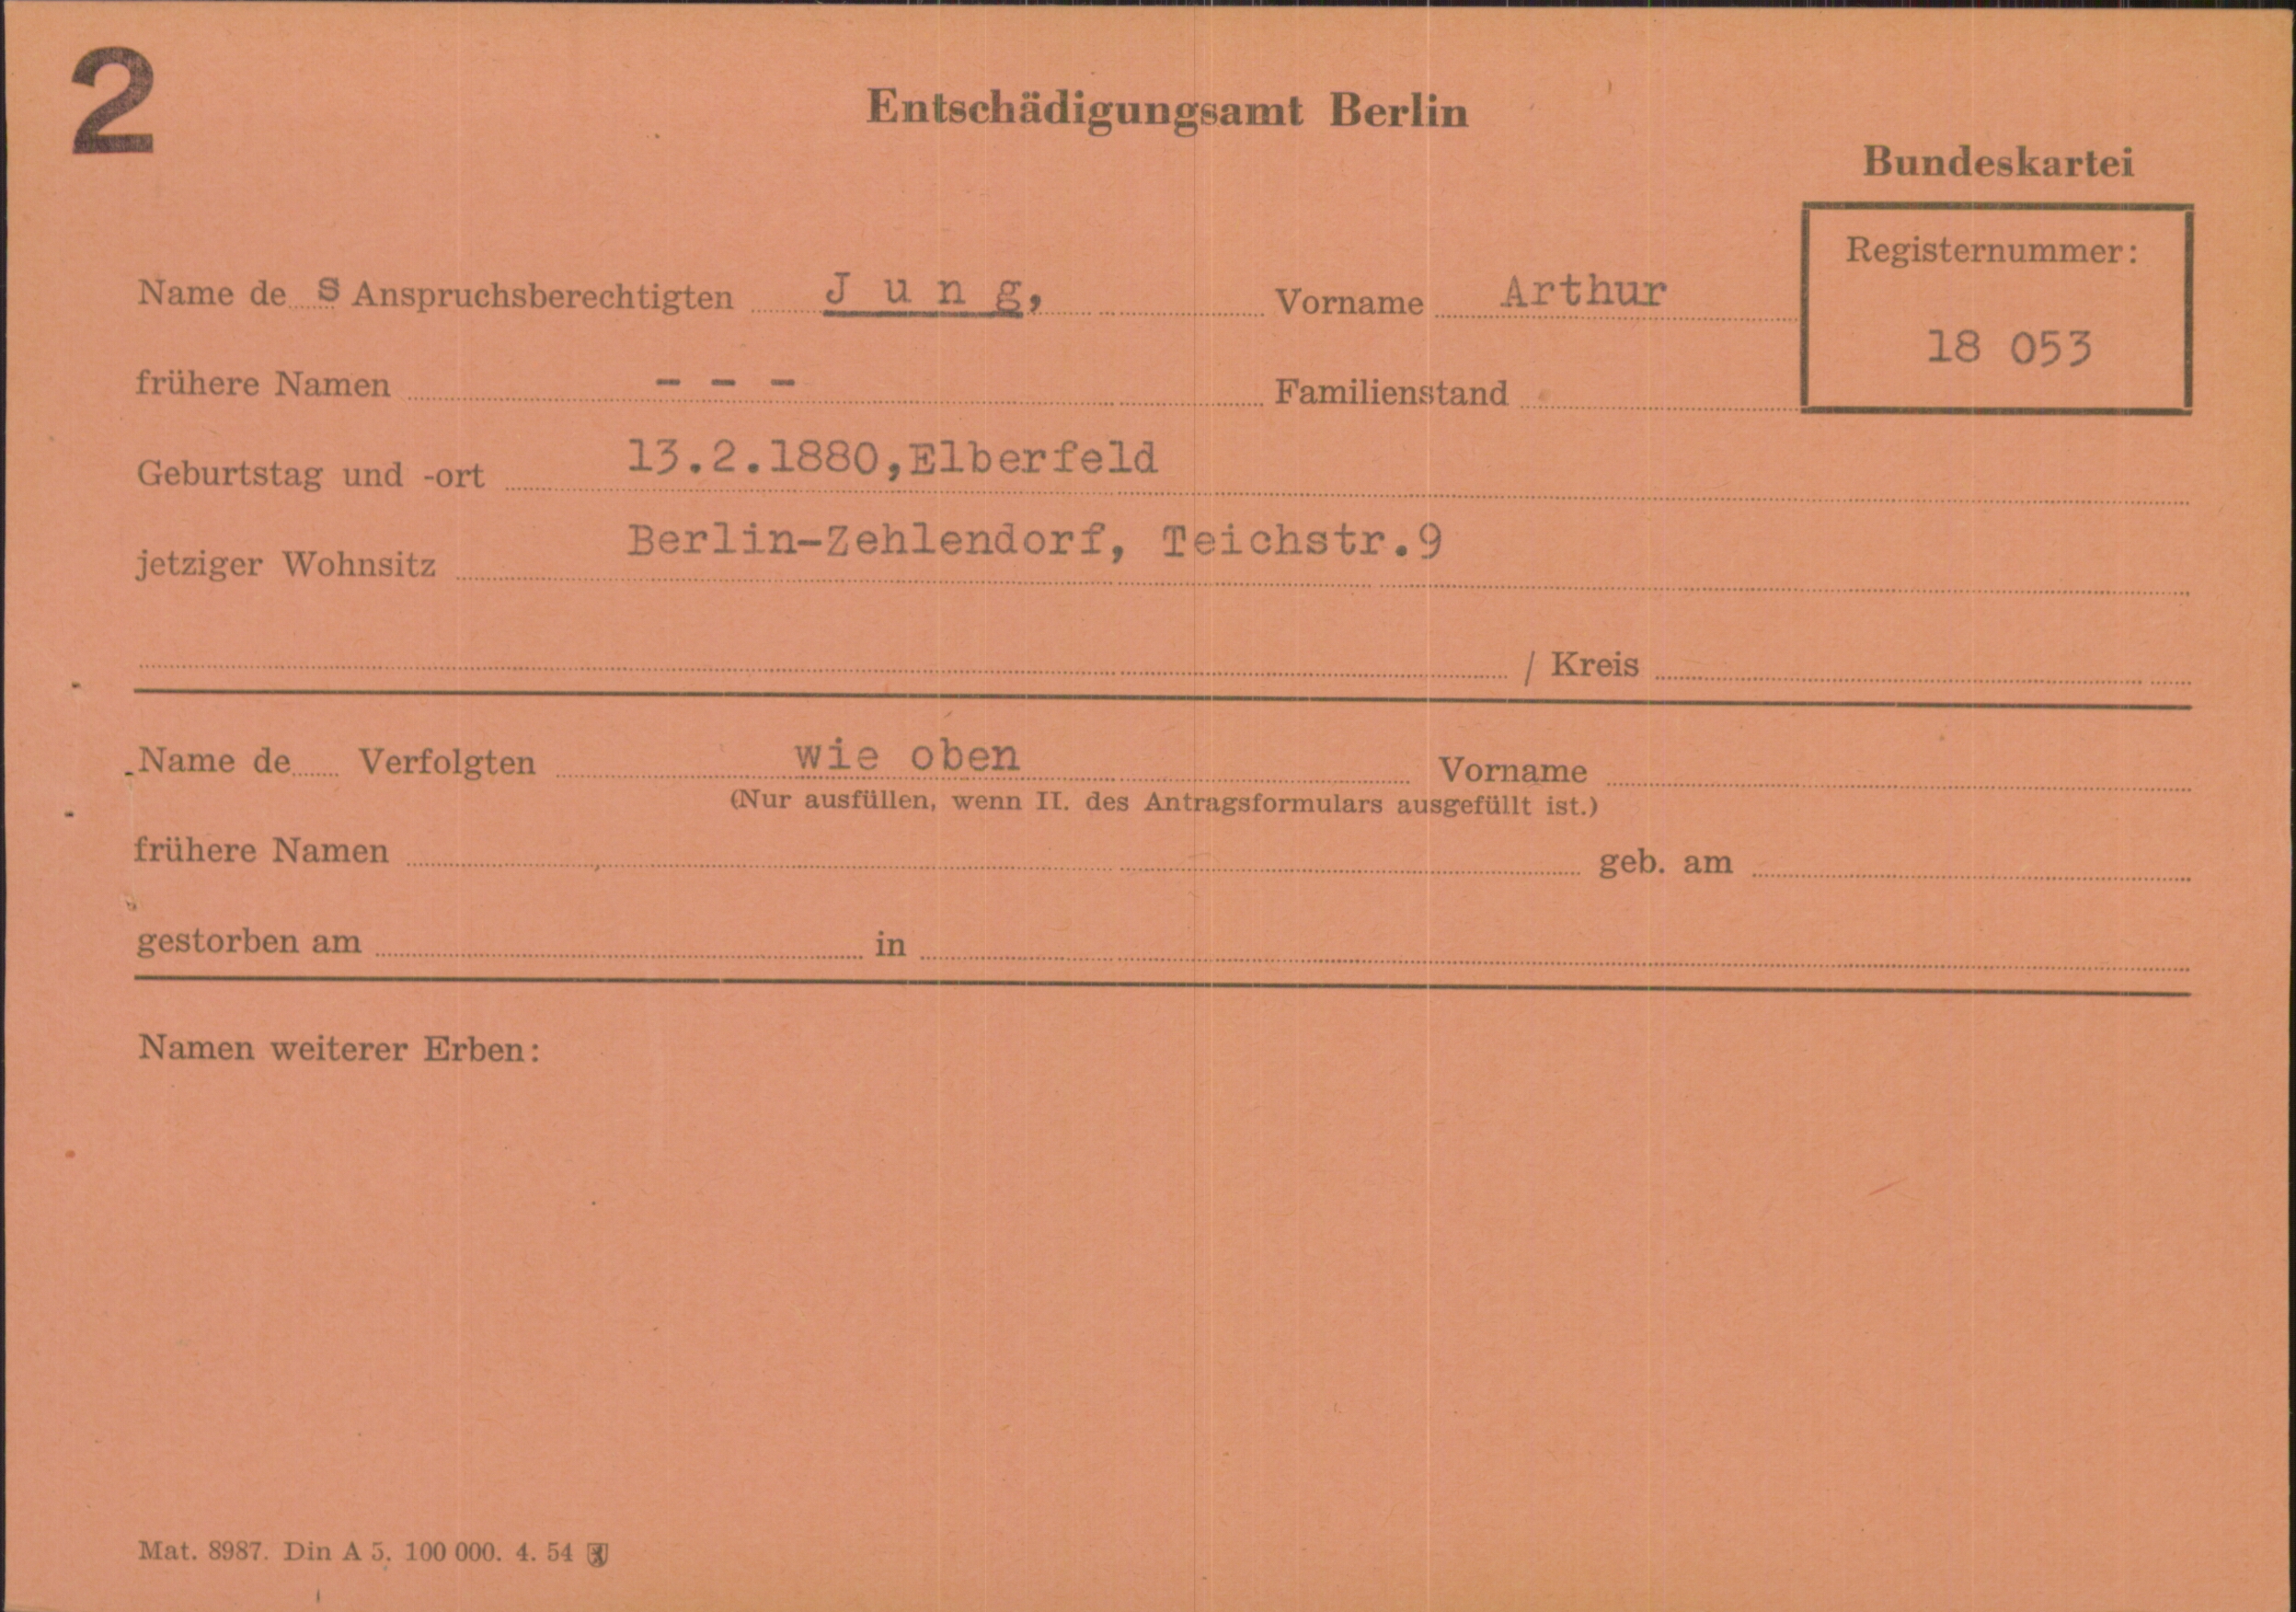 2
Entschädigungsamt Berlin
Bundeskartei
Registernummer:
18 053
Name des Anspruchsberechtigten J u n g, Vorname Arthur
frühere Namen - - - Familienstand
Geburtstag und -ort 13.2.1880,Elberfeld
jetziger Wohnsitz Berlin-Zehlendorf, Teichstr.9
/ Kreis
Name de Verfolgten wie oben Vorname
(Nur ausfüllen, wenn II. des Antragsformulars ausgefüllt ist.)
frühere Namen geb. am
gestorben am in
Namen weiterer Erben:
Mat. 8987. Din A 5. 100 000. 4. 54